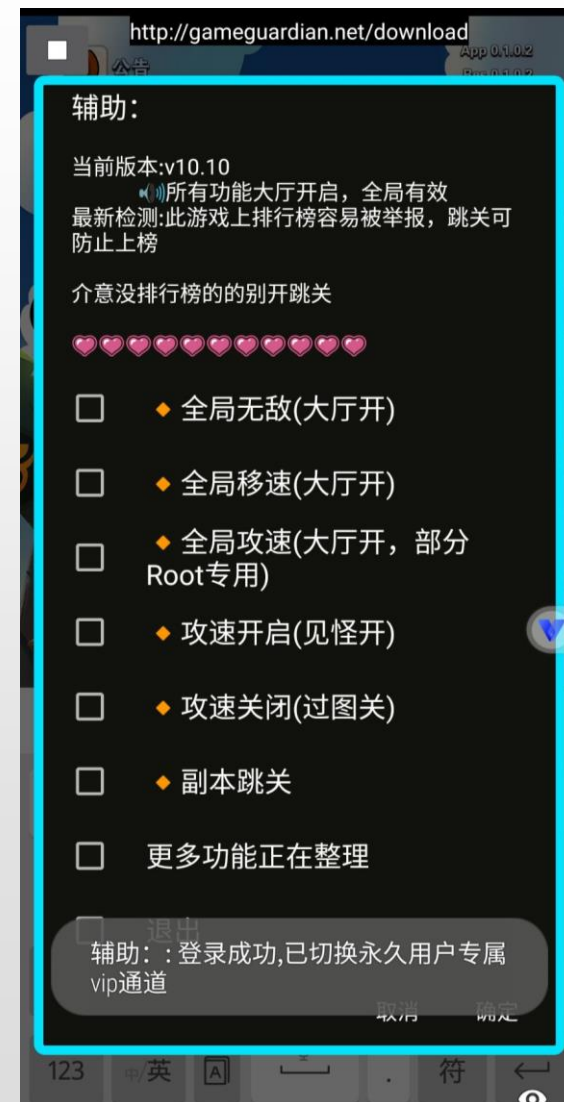 http://gameguardian.net/download
App 0.1.0.2
公告
辅助：
当前版本:v10.10
🔊所有功能大厅开启，全局有效
最新检测:此游戏上排行榜容易被举报，跳关可
防止上榜
介意没排行榜的的别开跳关
💗💗💗💗💗💗💗💗💗💗💗
🔸全局无敌(大厅开)
🔸全局移速(大厅开)
🔸全局攻速(大厅开，部分
Root专用)
🔸攻速开启(见怪开)
🔸攻速关闭(过图关)
🔸副本跳关
更多功能正在整理
退出
辅助：: 登录成功,已切换永久用户专属
vip通道
取消 确定
123 中/英 A . 符